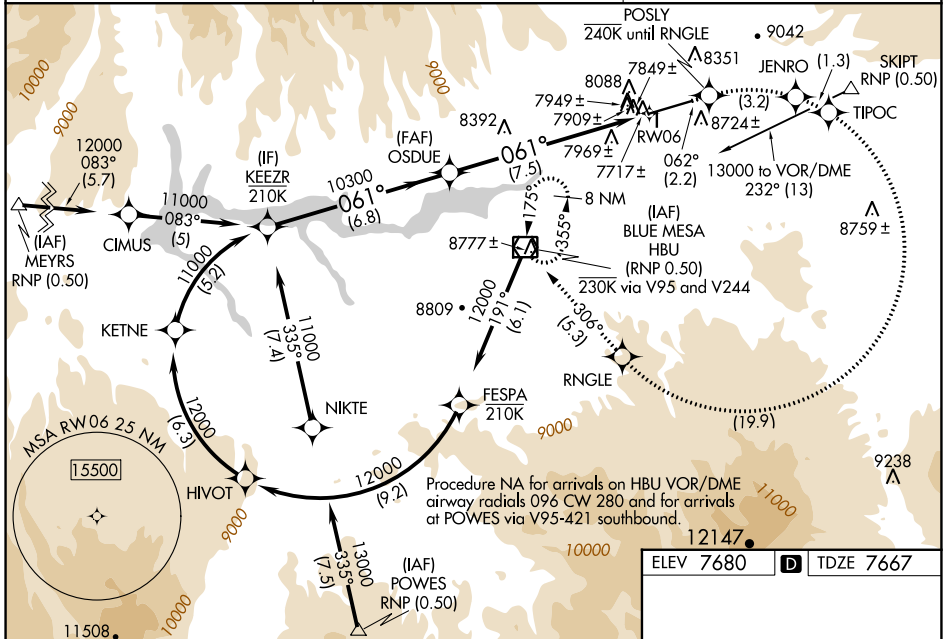 POSLY
240K until RNGLE
9042
8351
JENRO
(1.3)
SKIPT
RNP (0.50)
10000
9000
9000
8088
7849±
7949±
7909±
8392
(FAF)
OSDUE
(3.2)
TIPOC
RW06
8724±
7969±
7717±
062°
(2.2)
13000 to VOR/DME
232° (13)
12000
083°
(5.7)
(IF)
KEEZR
210K
10300
061°
(6.8)
061°
(7.5)
11000
083°
(5)
(IAF)
MEYRS
RNP (0.50)
CIMUS
175°
355°
8 NM
(IAF)
BLUE MESA
HBU
(RNP 0.50)
230K via V95 and V244
8777±
8759±
11000
(5.2)
KETNE
11000
335°
(7.4)
8809
12000
191°
(6.1)
306°
(5.3)
RNGLE
NIKTE
FESPA
210K
9000
(19.9)
12000
(6.3)
MSA RW06 25 NM
15500
HIVOT
12000
(9.2)
9000
Procedure NA for arrivals on HBU VOR/DME
airway radials 096 CW 280 and for arrivals
at POWES via V95-421 southbound.
9238
11000
10000
12147
13000
335°
(7.5)
(IAF)
POWES
RNP (0.50)
10000
11508
ELEV 7680 D TDZE 7667